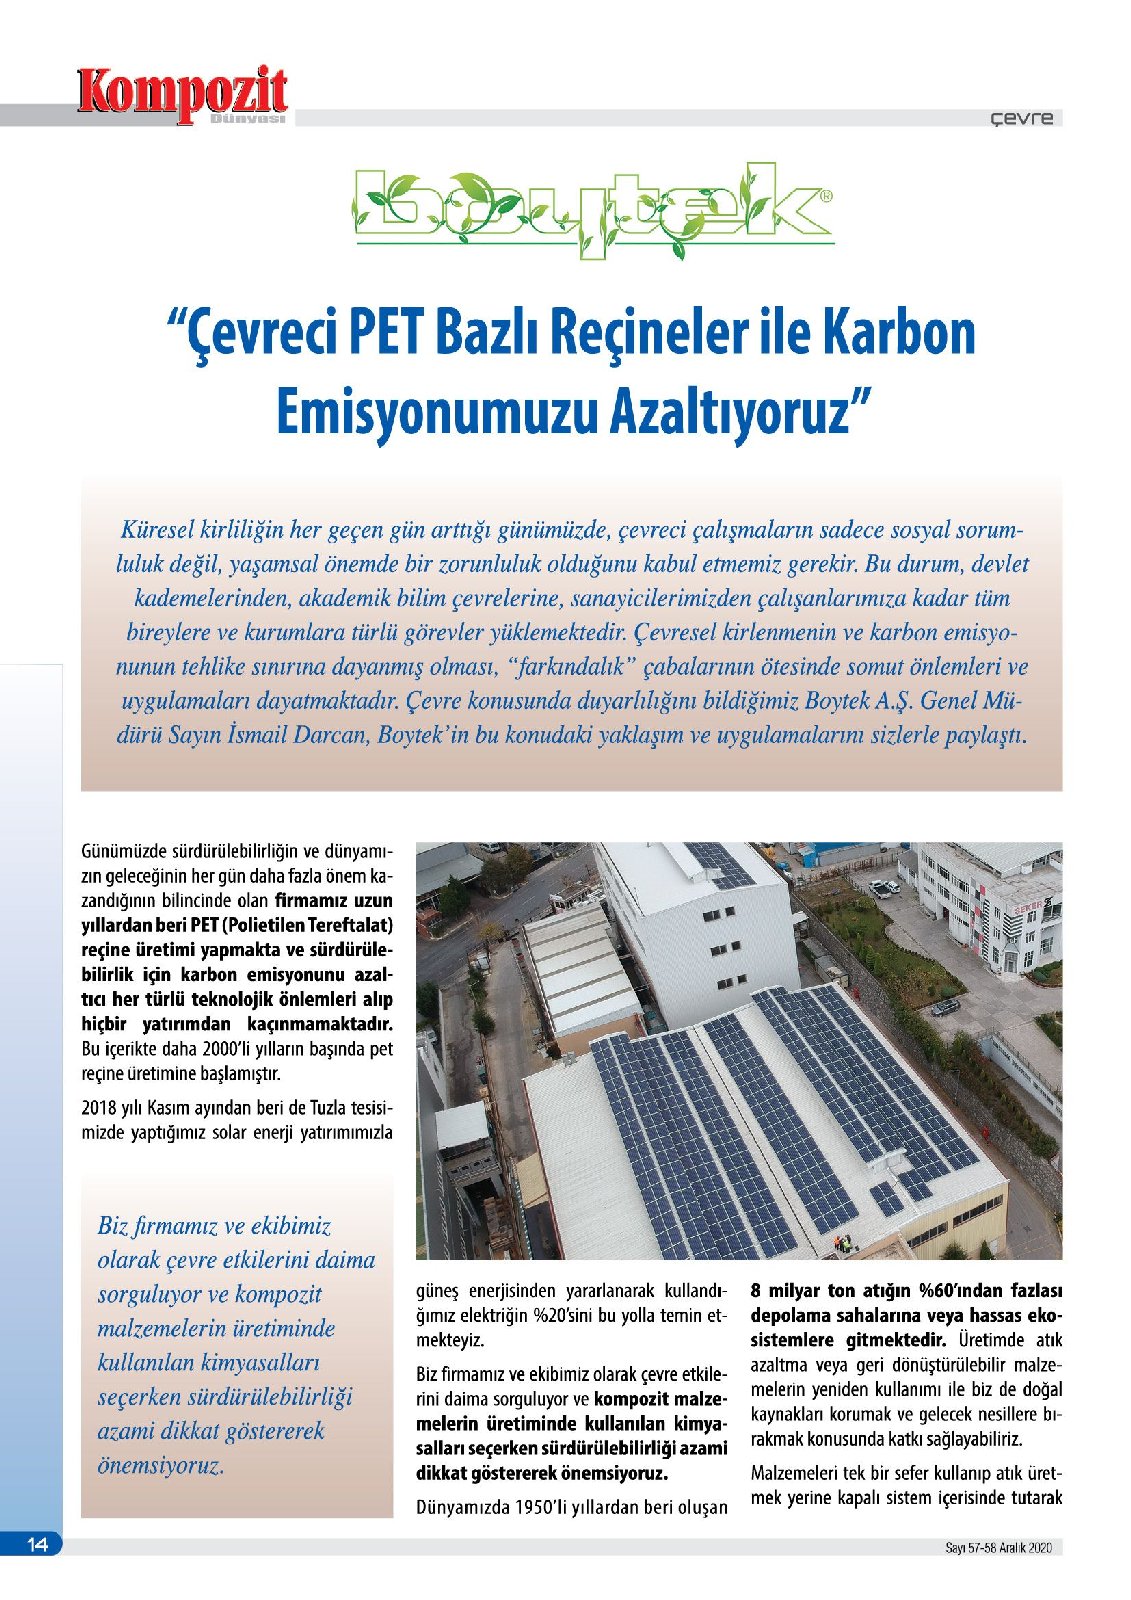 Kompozit
Dünyası
çevre
boytek®
“Çevreci PET Bazlı Reçineler ile Karbon
Emisyonumuzu Azaltıyoruz”
Küresel kirliliğin her geçen gün arttığı günümüzde, çevreci çalışmaların sadece sosyal sorum-
luluk değil, yaşamsal önemde bir zorunluluk olduğunu kabul etmemiz gerekir. Bu durum, devlet
kademelerinden, akademik bilim çevrelerine, sanayicilerimizden çalışanlarımıza kadar tüm
bireylere ve kurumlara türlü görevler yüklemektedir. Çevresel kirlenmenin ve karbon emisyo-
nunun tehlike sınırına dayanmış olması, “farkındalık” çabalarının ötesinde somut önlemleri ve
uygulamaları dayatmaktadır. Çevre konusunda duyarlılığını bildiğimiz Boytek A.Ş. Genel Mü-
dürü Sayın İsmail Darcan, Boytek’in bu konudaki yaklaşım ve uygulamalarını sizlerle paylaştı.
Günümüzde sürdürülebilirliğin ve dünyamı-
zın geleceğinin her gün daha fazla önem ka-
zandığının bilincinde olan firmamız uzun
yıllardan beri PET (Polietilen Tereftalat)
reçine üretimi yapmakta ve sürdürüle-
bilirlik için karbon emisyonunu azal-
tıcı her türlü teknolojik önlemleri alıp
hiçbir yatırımdan kaçınmamaktadır.
Bu içerikte daha 2000’li yılların başında pet
reçine üretimine başlamıştır.
2018 yılı Kasım ayından beri de Tuzla tesisi-
mizde yaptığımız solar enerji yatırımımızla
Biz firmamız ve ekibimiz
olarak çevre etkilerini daima
sorguluyor ve kompozit
malzemelerin üretiminde
kullanılan kimyasalları
seçerken sürdürülebilirliği
azami dikkat göstererek
önemsiyoruz.
ŞEKER
güneş enerjisinden yararlanarak kullandı-
ğımız elektriğin %20’sini bu yolla temin et-
mekteyiz.
Biz firmamız ve ekibimiz olarak çevre etkile-
rini daima sorguluyor ve kompozit malze-
melerin üretiminde kullanılan kimya-
salları seçerken sürdürülebilirliği azami
dikkat göstererek önemsiyoruz.
Dünyamızda 1950’li yıllardan beri oluşan
8 milyar ton atığın %60’ından fazlası
depolama sahalarına veya hassas eko-
sistemlere gitmektedir. Üretimde atık
azaltma veya geri dönüştürülebilir malze-
melerin yeniden kullanımı ile biz de doğal
kaynakları korumak ve gelecek nesillere bı-
rakmak konusunda katkı sağlayabiliriz.
Malzemeleri tek bir sefer kullanıp atık üret-
mek yerine kapalı sistem içerisinde tutarak
14
Sayı 57-58 Aralık 2020